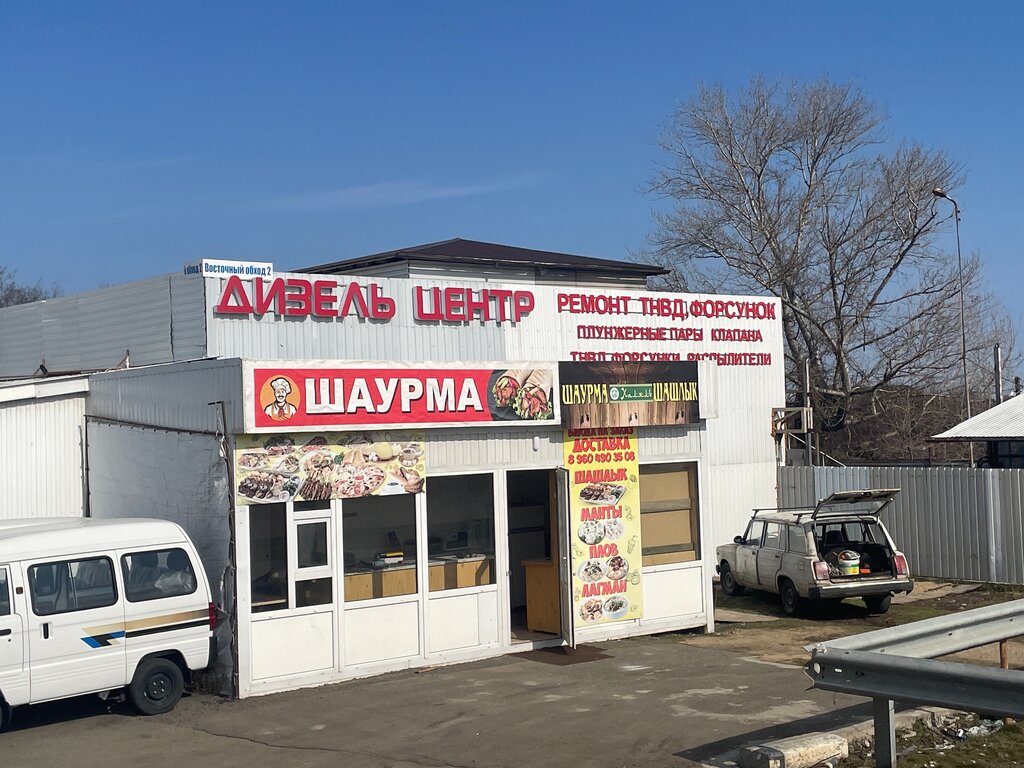 Восточный обход 2
ДИЗЕЛЬ ЦЕНТР
РЕМОНТ ТНВД,ФОРСУНОК
ПЛУНЖЕРНЫЕ ПАРЫ КЛАПАНА
ТНВД ФОРСУНКИ РАСПЫЛИТЕЛИ
ШАУРМА
ШАУРМА Халяль ШАШЛЫК
ДОСТАВКА
8 960 490 35 08
ШАШЛЫК
МАНТЫ
ПЛОВ
ЛАГМАН